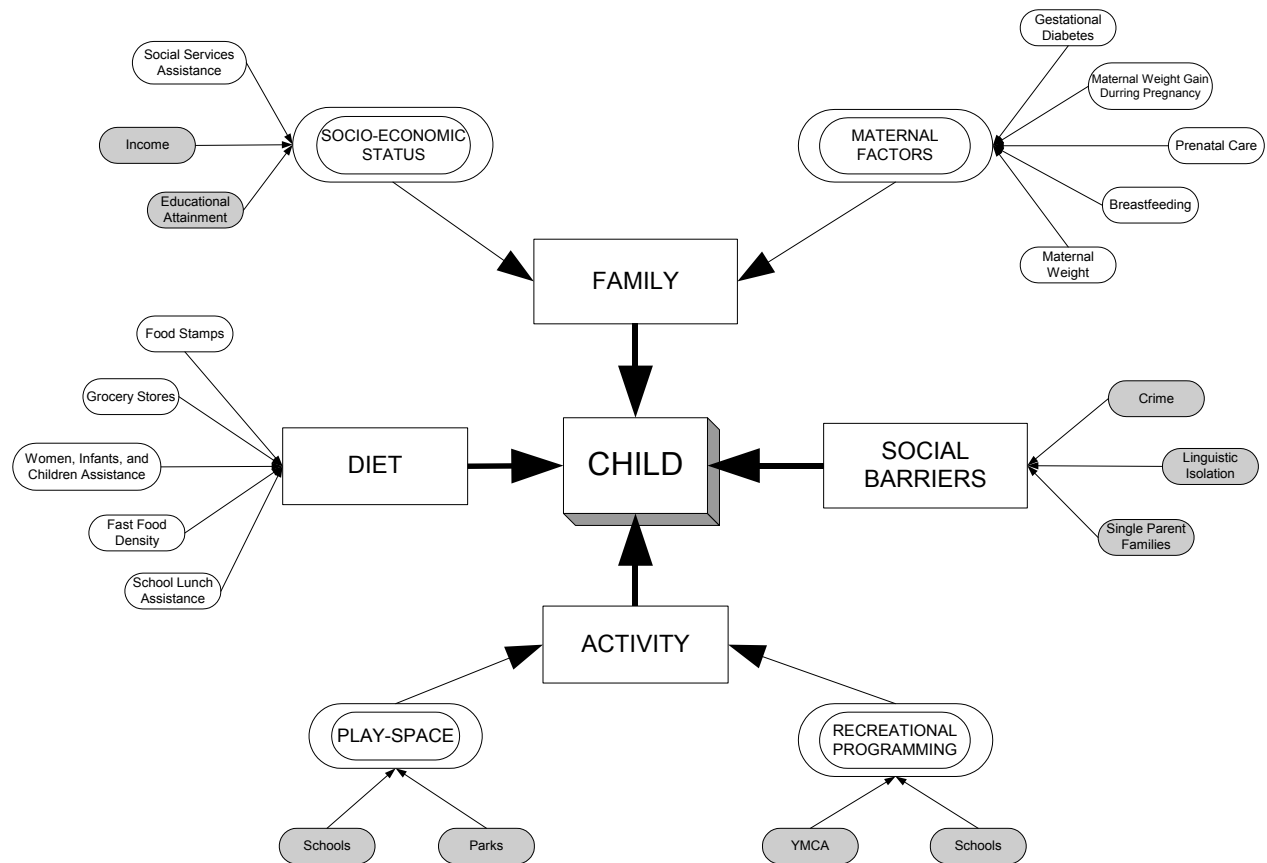 Gestational
Diabetes
Social Services
Assistance
Maternal Weight Gain
Durring Pregnancy
SOCIO-ECONOMIC
STATUS
MATERNAL
FACTORS
Income
Prenatal Care
Educational
Attainment
Breastfeeding
Maternal
Weight
FAMILY
Food Stamps
Grocery Stores
Crime
Women, Infants, and
Children Assistance
DIET
CHILD
SOCIAL
BARRIERS
Linguistic
Isolation
Fast Food
Density
Single Parent
Families
School Lunch
Assistance
ACTIVITY
PLAY-SPACE
RECREATIONAL
PROGRAMMING
Schools
Parks
YMCA
Schools